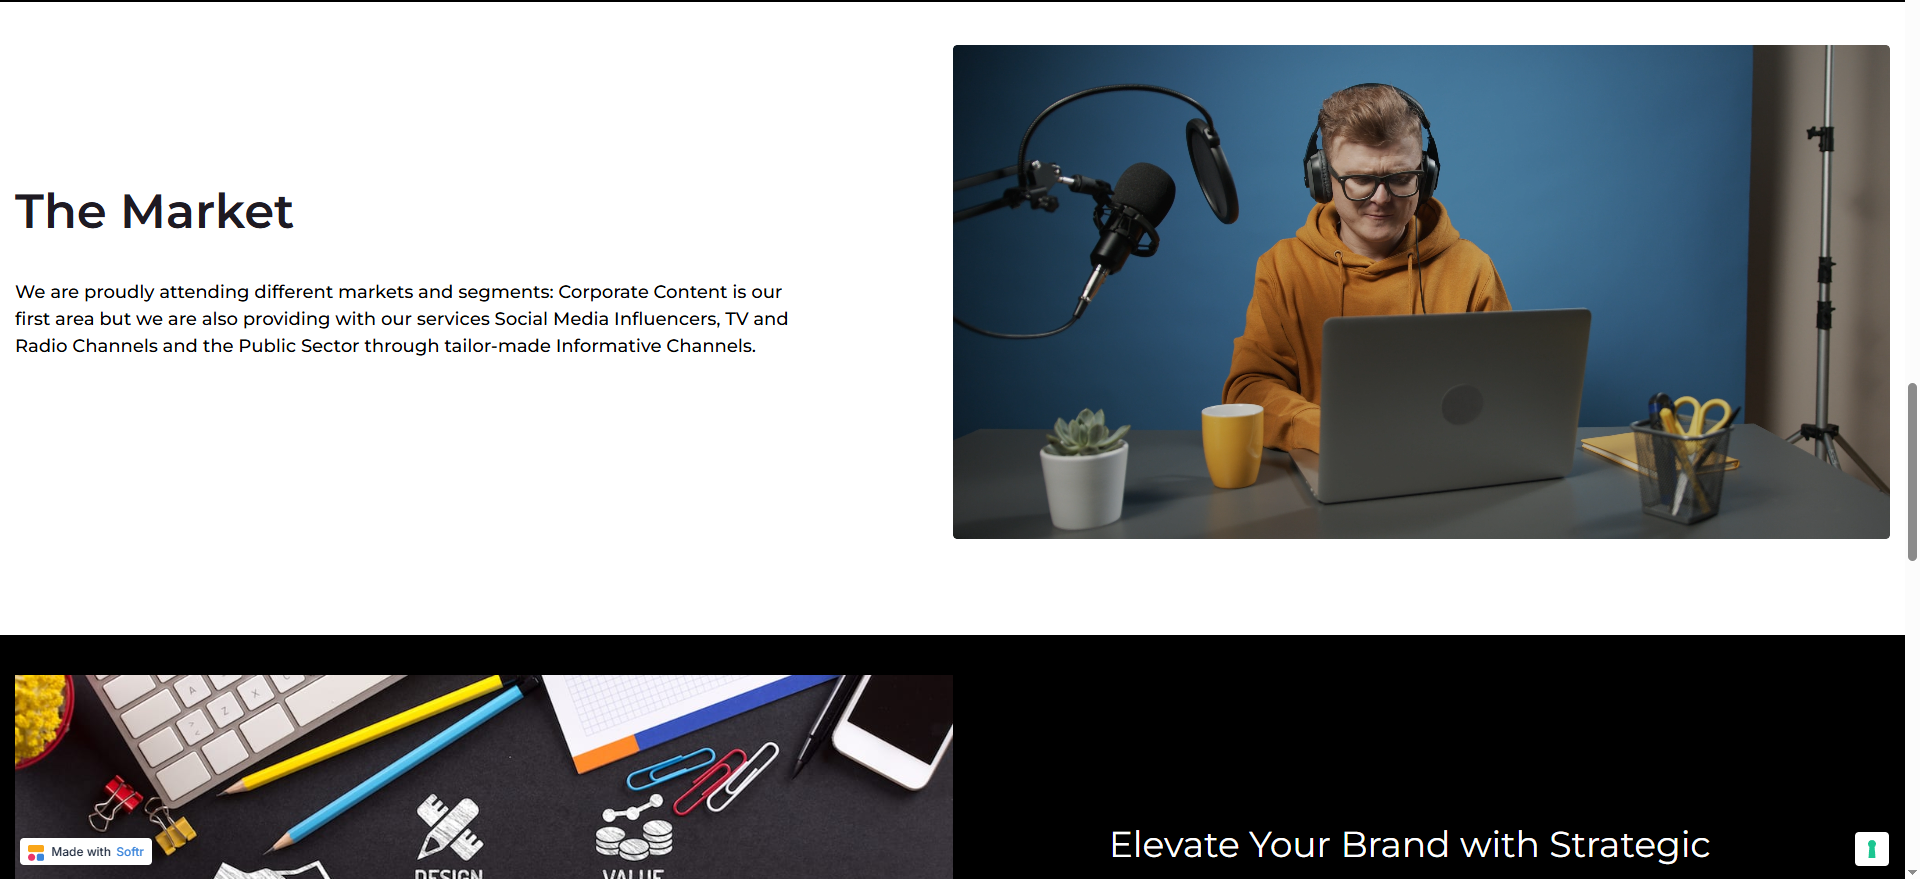 The Market
We are proudly attending different markets and segments: Corporate Content is our
first area but we are also providing with our services Social Media Influencers, TV and
Radio Channels and the Public Sector through tailor-made Informative Channels.
A
Z
X
DESIGN
VALUE
Made with Softr
Elevate Your Brand with Strategic